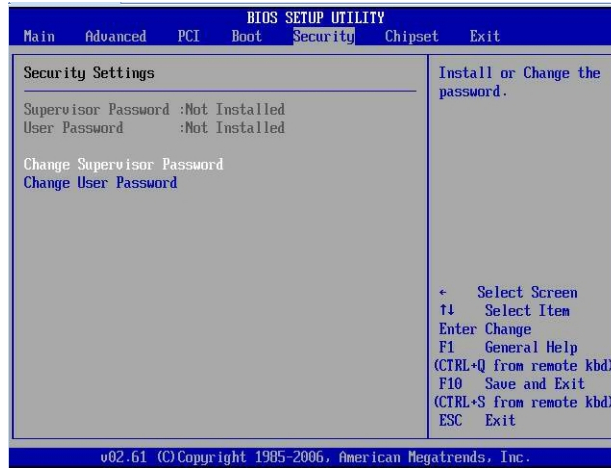 BIOS SETUP UTILITY
Main Advanced PCI Boot Security Chipset Exit
Security Settings
Supervisor Password :Not Installed
User Password :Not Installed
Change Supervisor Password
Change User Password
Install or Change the
password.
← Select Screen
↑↓ Select Item
Enter Change
F1 General Help
(CTRL+Q from remote kbd)
F10 Save and Exit
(CTRL+S from remote kbd)
ESC Exit
v02.61 (C)Copyright 1985-2006, American Megatrends, Inc.